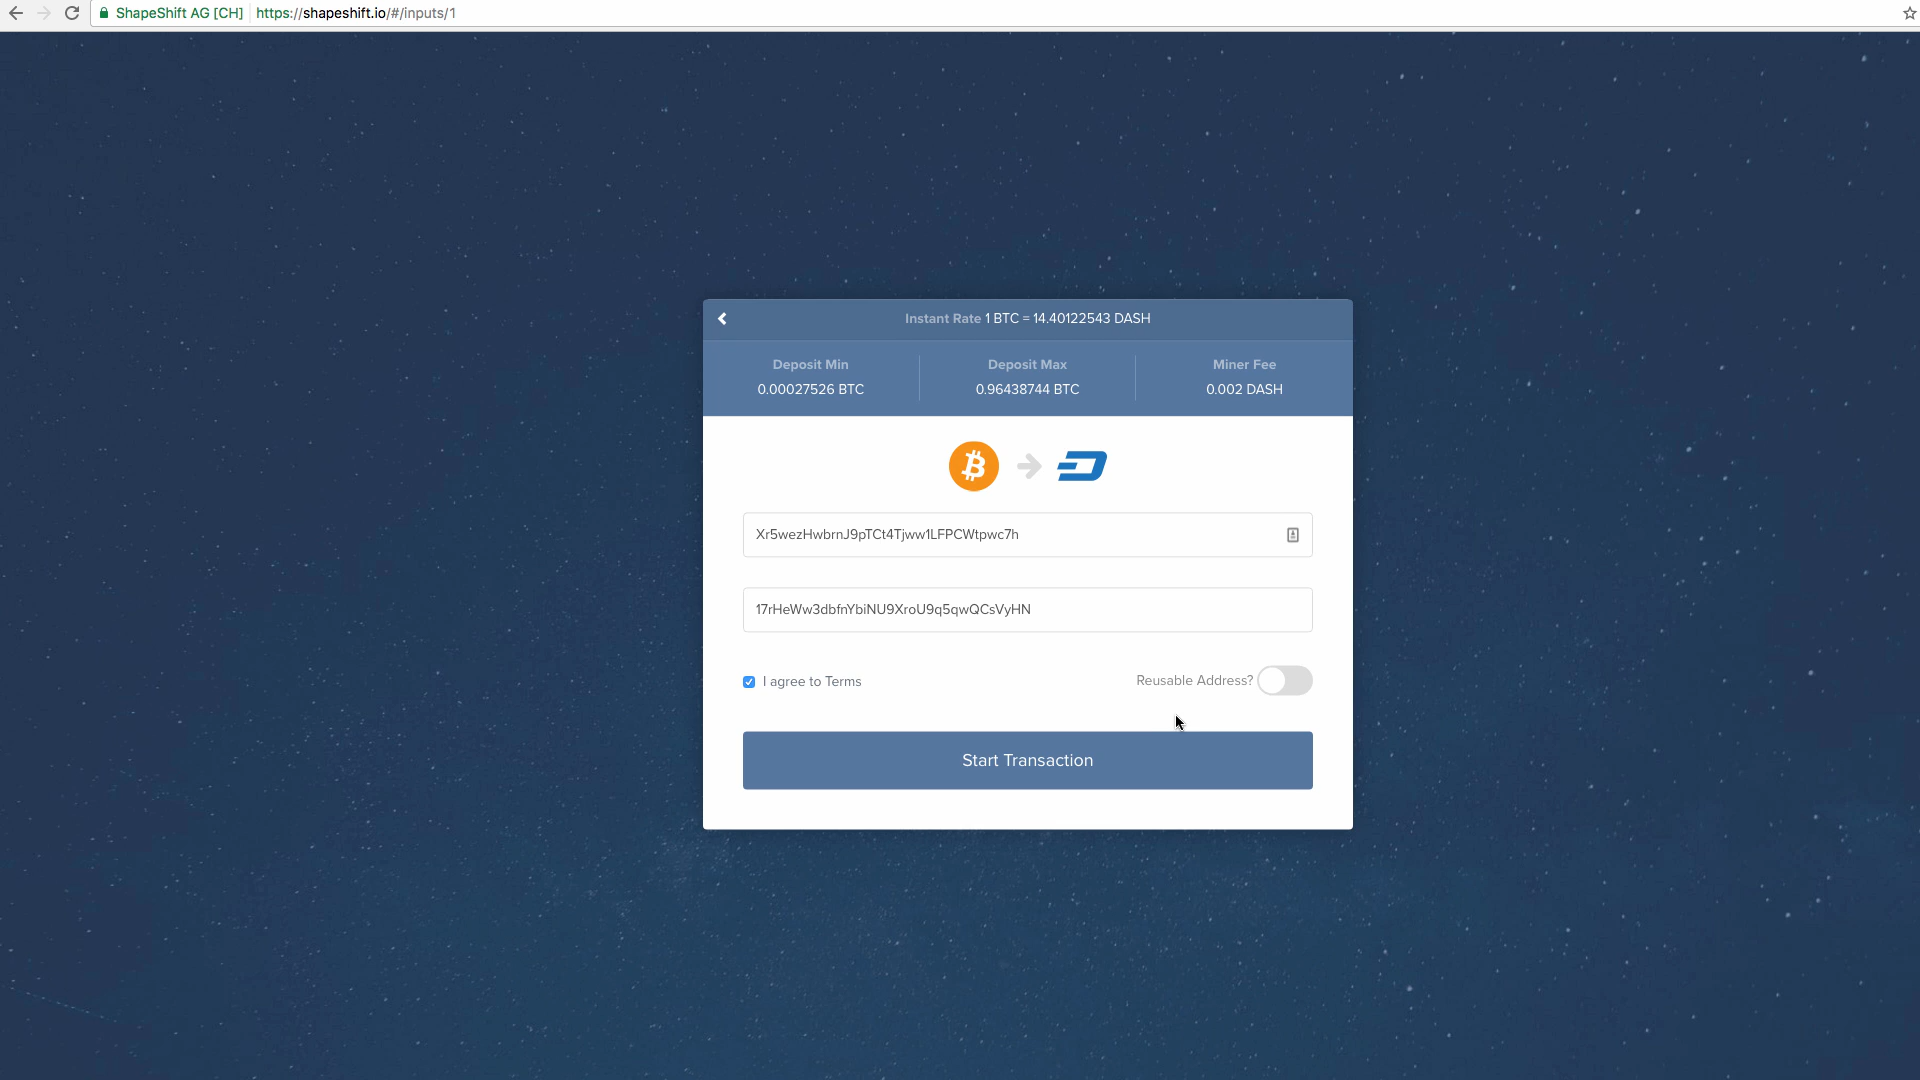 ShapeShift AG [CH] https://shapeshift.io/#/inputs/1
Instant Rate 1 BTC = 14.40122543 DASH
Deposit Min Deposit Max Miner Fee
0.00027526 BTC 0.96438744 BTC 0.002 DASH
Xr5wezHwbrnJ9pTCt4Tjww1LFPCWtpwc7h
17rHeWw3dbfnYbiNU9XroU9q5qwQCsVyHN
I agree to Terms Reusable Address?
Start Transaction